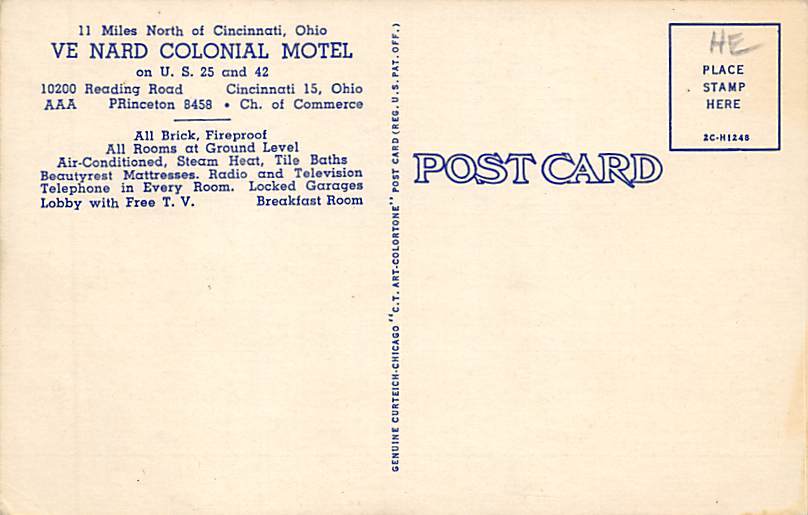 11 Miles North of Cincinnati, Ohio
VE NARD COLONIAL MOTEL
on U. S. 25 and 42
10200 Reading Road Cincinnati 15, Ohio
AAA PRinceton 8458 • Ch. of Commerce
All Brick, Fireproof
All Rooms at Ground Level
Air-Conditioned, Steam Heat, Tile Baths
Beautyrest Mattresses. Radio and Television
Telephone in Every Room. Locked Garages
Lobby with Free T. V. Breakfast Room
GENUINE CURTEICH-CHICAGO "C.T. ART-COLORTONE" POST CARD (REG. U.S. PAT. OFF.)
POST CARD
HE
PLACE
STAMP
HERE
2C-H1248